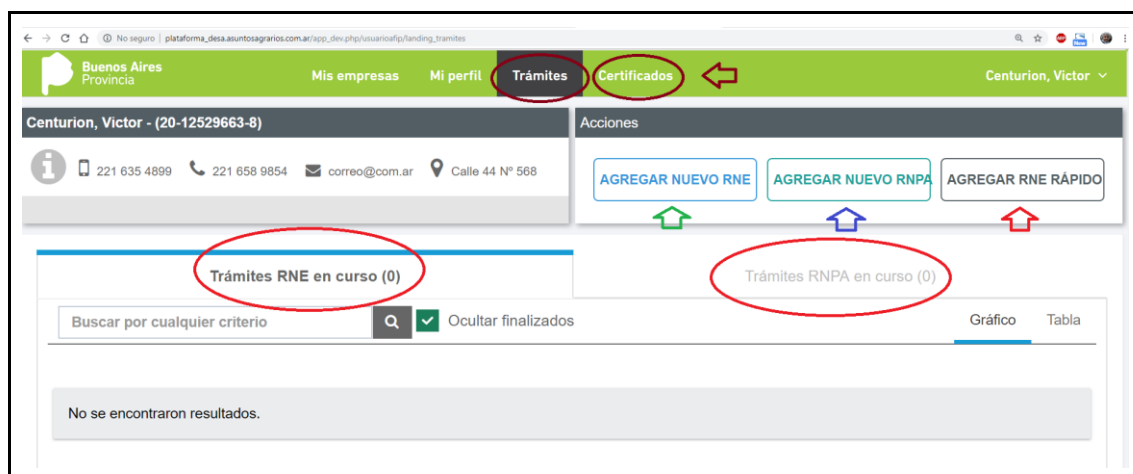 No seguro | plataforma_desa.asuntosagrarios.com.ar/app_dev.php/usuarioafip/landing_tramites
Buenos Aires
Provincia
Mis empresas Mi perfil Trámites Certificados Centurion, Victor
Centurion, Victor - (20-12529663-8) Acciones
221 635 4899 221 658 9854 correo@com.ar Calle 44 Nº 568
AGREGAR NUEVO RNE AGREGAR NUEVO RNPA AGREGAR RNE RÁPIDO
Trámites RNE en curso (0) Trámites RNPA en curso (0)
Buscar por cualquier criterio Ocultar finalizados Gráfico Tabla
No se encontraron resultados.